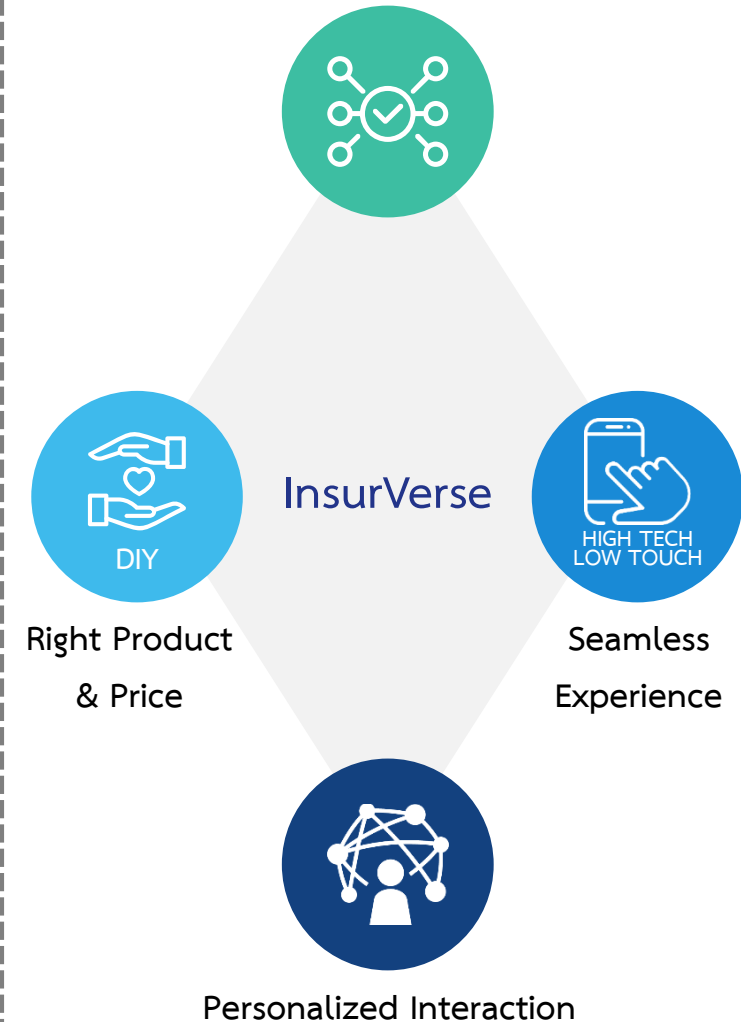 InsurVerse
DIY
HIGH TECH
LOW TOUCH
Right Product
& Price
Seamless
Experience
Personalized Interaction